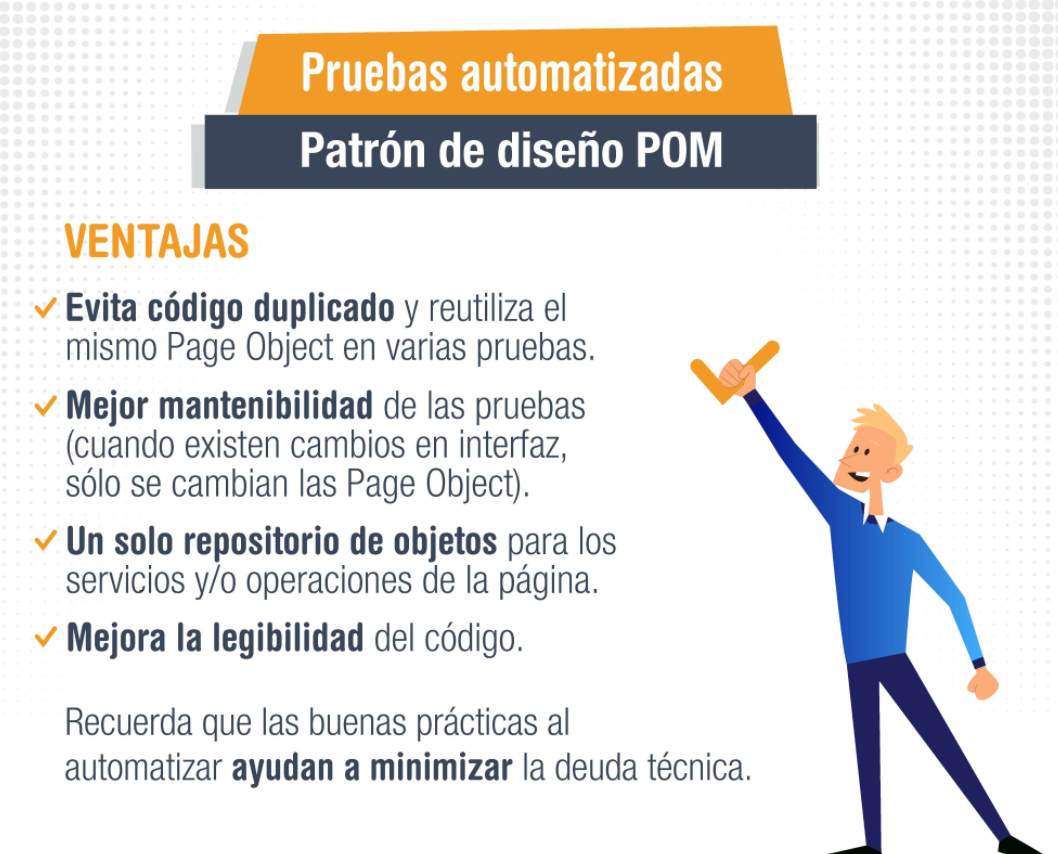 Pruebas automatizadas
Patrón de diseño POM
VENTAJAS
Evita código duplicado y reutiliza el
mismo Page Object en varias pruebas.
Mejor mantenibilidad de las pruebas
(cuando existen cambios en interfaz,
sólo se cambian las Page Object).
Un solo repositorio de objetos para los
servicios y/o operaciones de la página.
Mejora la legibilidad del código.
Recuerda que las buenas prácticas al
automatizar ayudan a minimizar la deuda técnica.